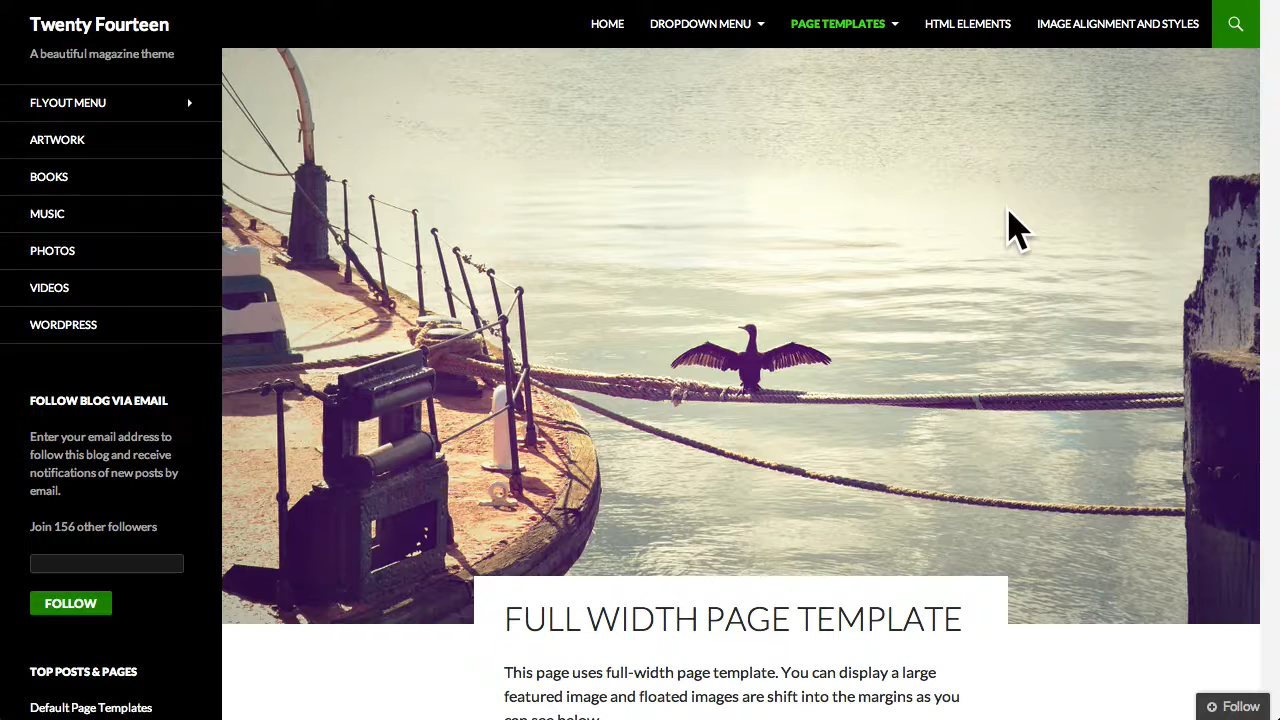 Twenty Fourteen
A beautiful magazine theme
HOME
DROPDOWN MENU
PAGE TEMPLATES
HTML ELEMENTS
IMAGE ALIGNMENT AND STYLES
FLYOUT MENU
ARTWORK
BOOKS
MUSIC
PHOTOS
VIDEOS
WORDPRESS
FOLLOW BLOG VIA EMAIL
Enter your email address to
follow this blog and receive
notifications of new posts by
email.
Join 156 other followers
FOLLOW
TOP POSTS & PAGES
Default Page Templates
FULL WIDTH PAGE TEMPLATE
This page uses full-width page template. You can display a large
featured image and floated images are shift into the margins as you
can see below.
Follow